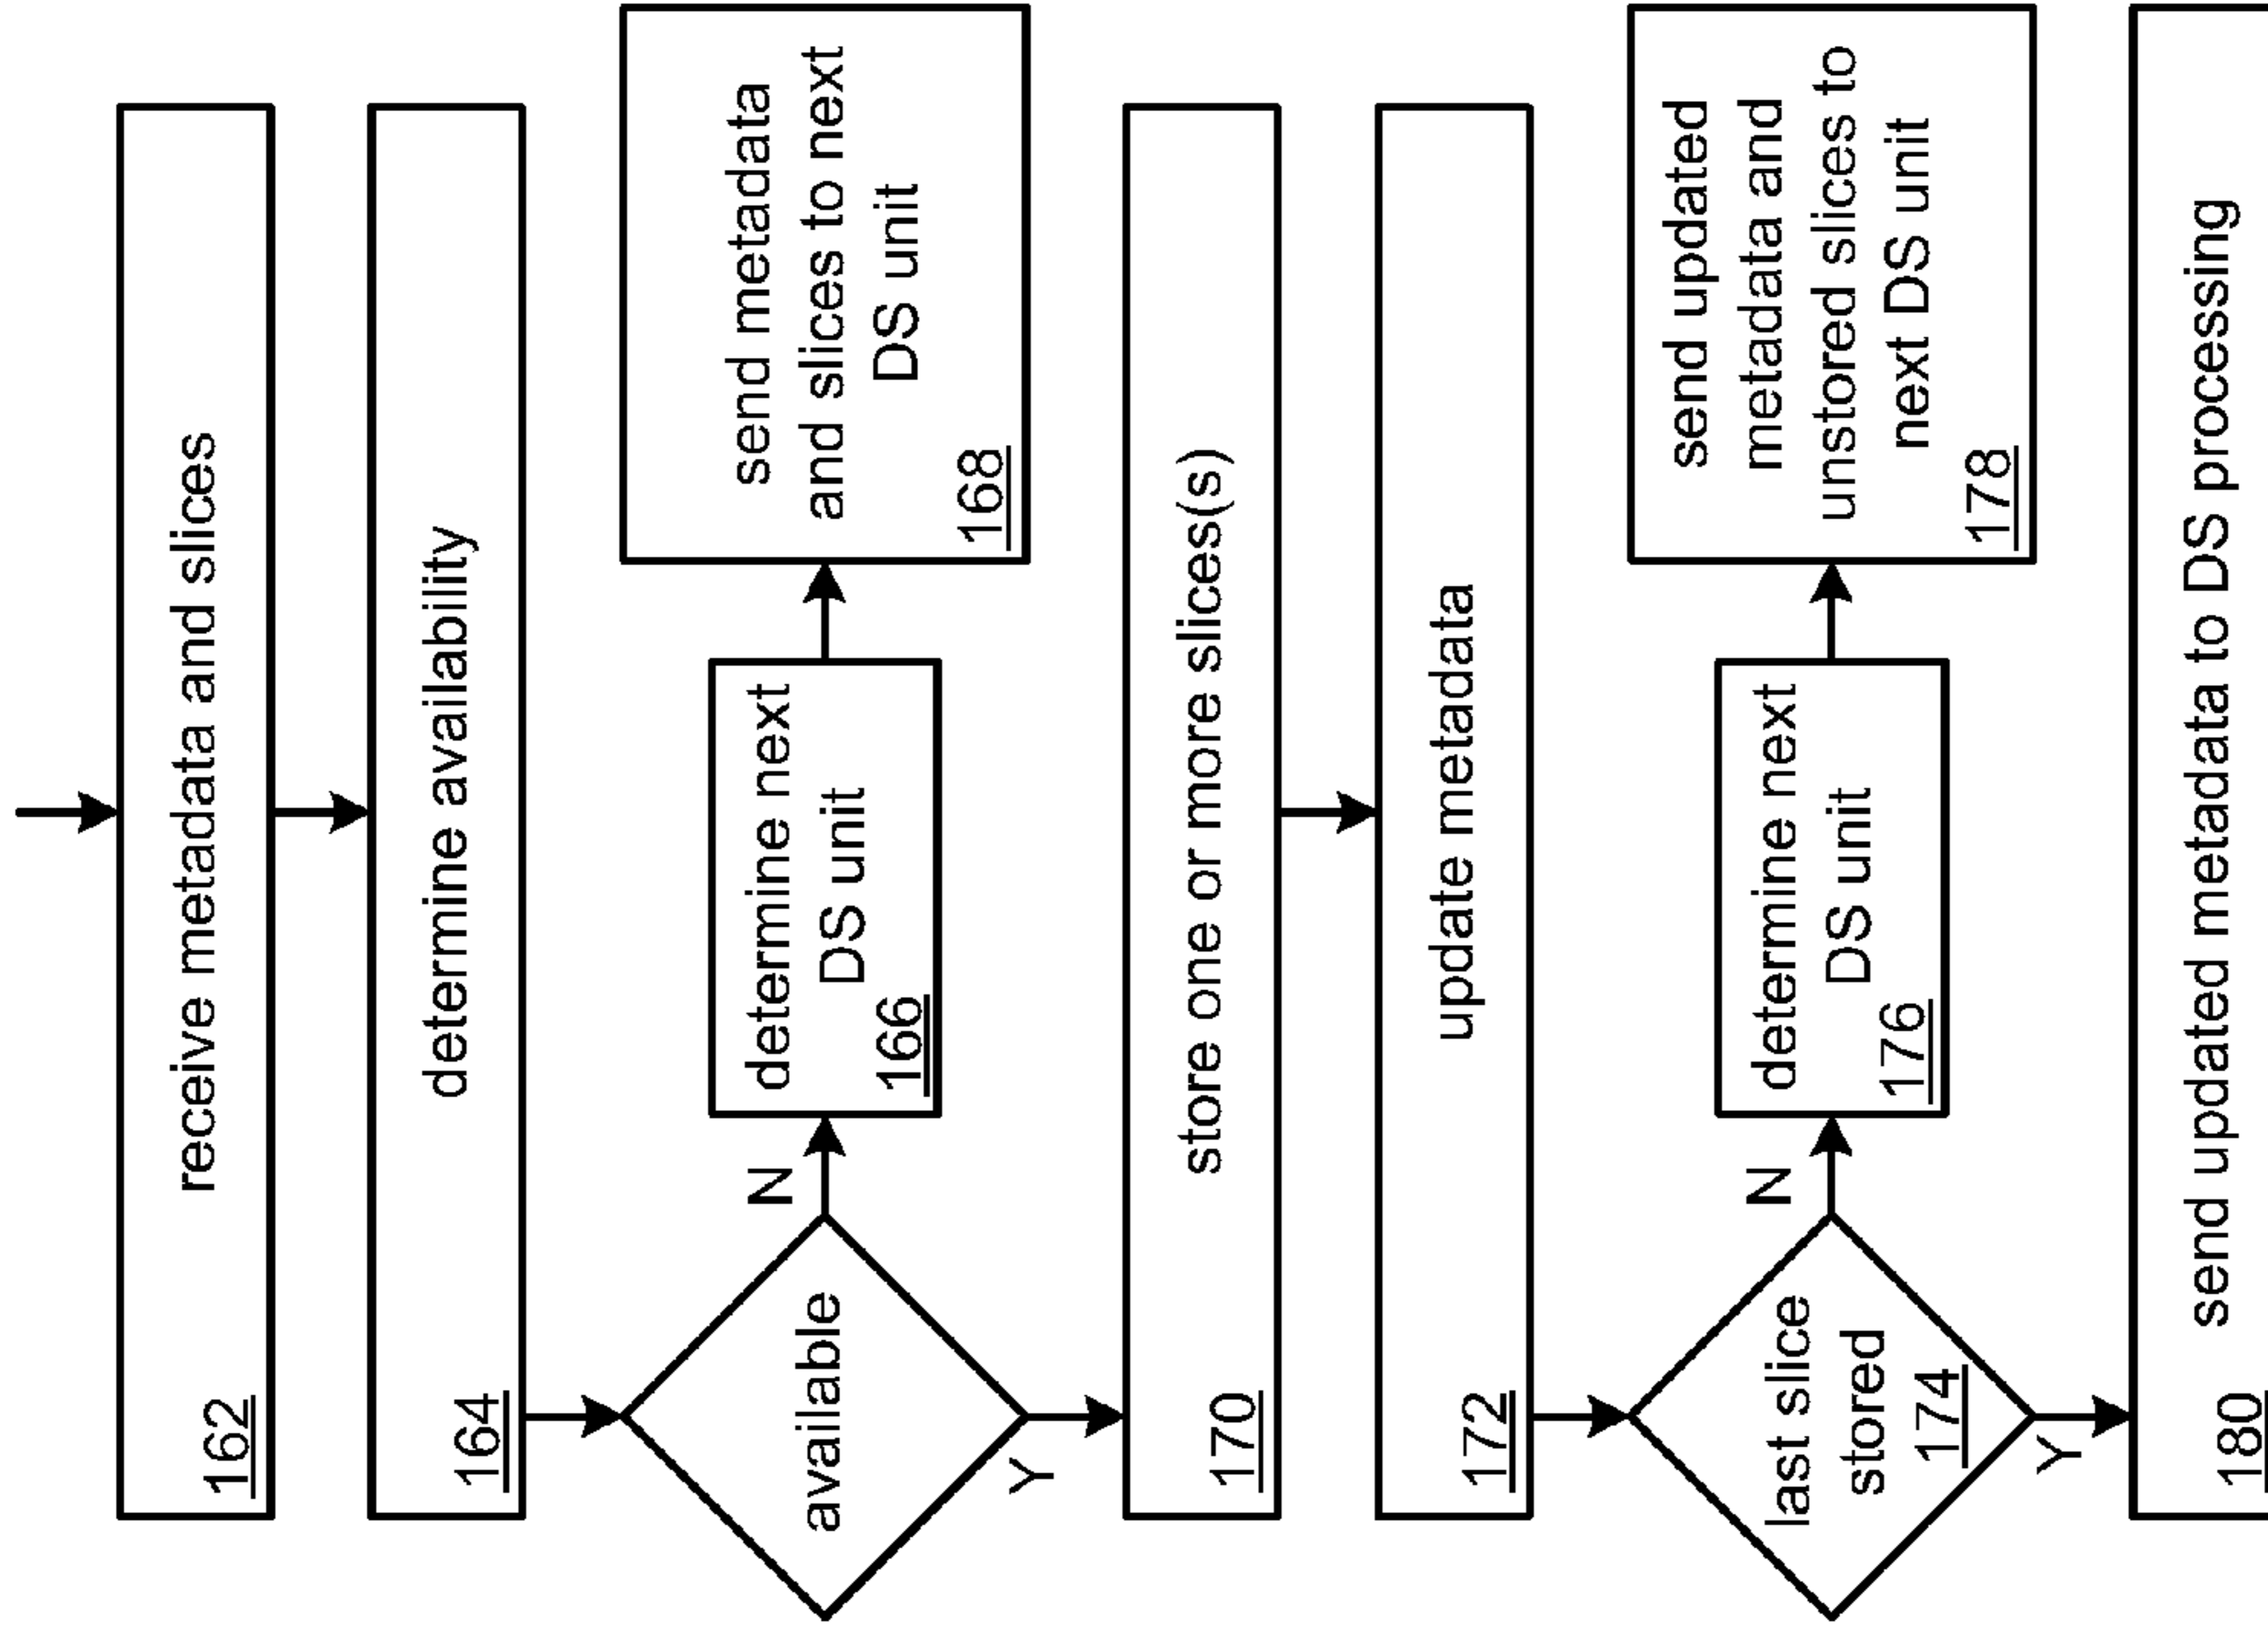 receive metadata and slices
162
determine availability
164
available
N
Y
determine next
DS unit
166
send metadata
and slices to next
DS unit
168
store one or more slices(s)
170
update metadata
172
last slice
stored
174
N
Y
determine next
DS unit
176
send updated
metadata and
unstored slices to
next DS unit
178
send updated metadata to DS processing
180